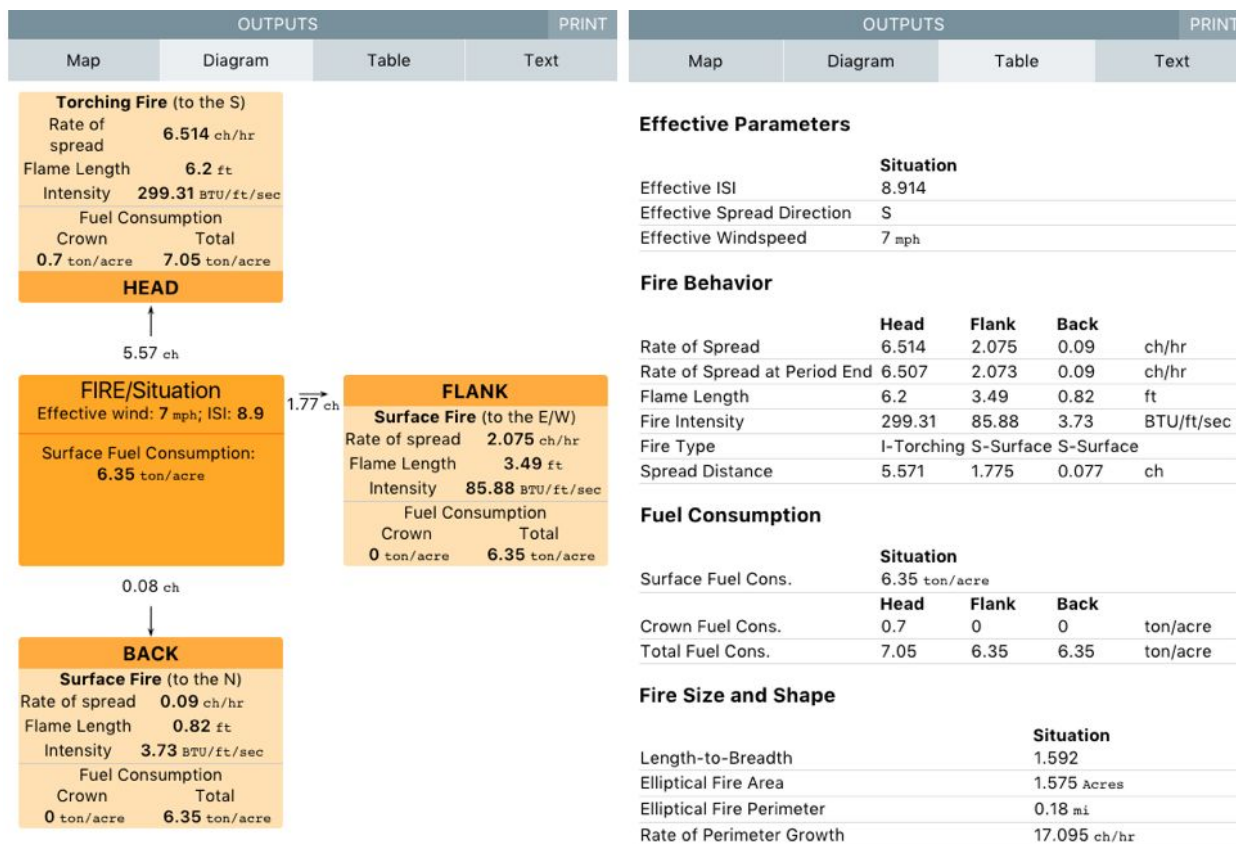 OUTPUTS PRINT
Map Diagram Table Text
Torching Fire (to the S)
Rate of
spread 6.514 ch/hr
Flame Length 6.2 ft
Intensity 299.31 BTU/ft/sec
Fuel Consumption
Crown Total
0.7 ton/acre 7.05 ton/acre
HEAD
5.57 ch
FIRE/Situation
Effective wind: 7 mph; ISI: 8.9
Surface Fuel Consumption:
6.35 ton/acre
1.77 ch
FLANK
Surface Fire (to the E/W)
Rate of spread 2.075 ch/hr
Flame Length 3.49 ft
Intensity 85.88 BTU/ft/sec
Fuel Consumption
Crown Total
0 ton/acre 6.35 ton/acre
0.08 ch
BACK
Surface Fire (to the N)
Rate of spread 0.09 ch/hr
Flame Length 0.82 ft
Intensity 3.73 BTU/ft/sec
Fuel Consumption
Crown Total
0 ton/acre 6.35 ton/acre
OUTPUTS PRINT
Map Diagram Table Text
Effective Parameters
Situation
Effective ISI 8.914
Effective Spread Direction S
Effective Windspeed 7 mph
Fire Behavior
Head Flank Back
Rate of Spread 6.514 2.075 0.09 ch/hr
Rate of Spread at Period End 6.507 2.073 0.09 ch/hr
Flame Length 6.2 3.49 0.82 ft
Fire Intensity 299.31 85.88 3.73 BTU/ft/sec
Fire Type I-Torching S-Surface S-Surface
Spread Distance 5.571 1.775 0.077 ch
Fuel Consumption
Situation
Surface Fuel Cons. 6.35 ton/acre
Head Flank Back
Crown Fuel Cons. 0.7 0 0 ton/acre
Total Fuel Cons. 7.05 6.35 6.35 ton/acre
Fire Size and Shape
Situation
Length-to-Breadth 1.592
Elliptical Fire Area 1.575 Acres
Elliptical Fire Perimeter 0.18 mi
Rate of Perimeter Growth 17.095 ch/hr